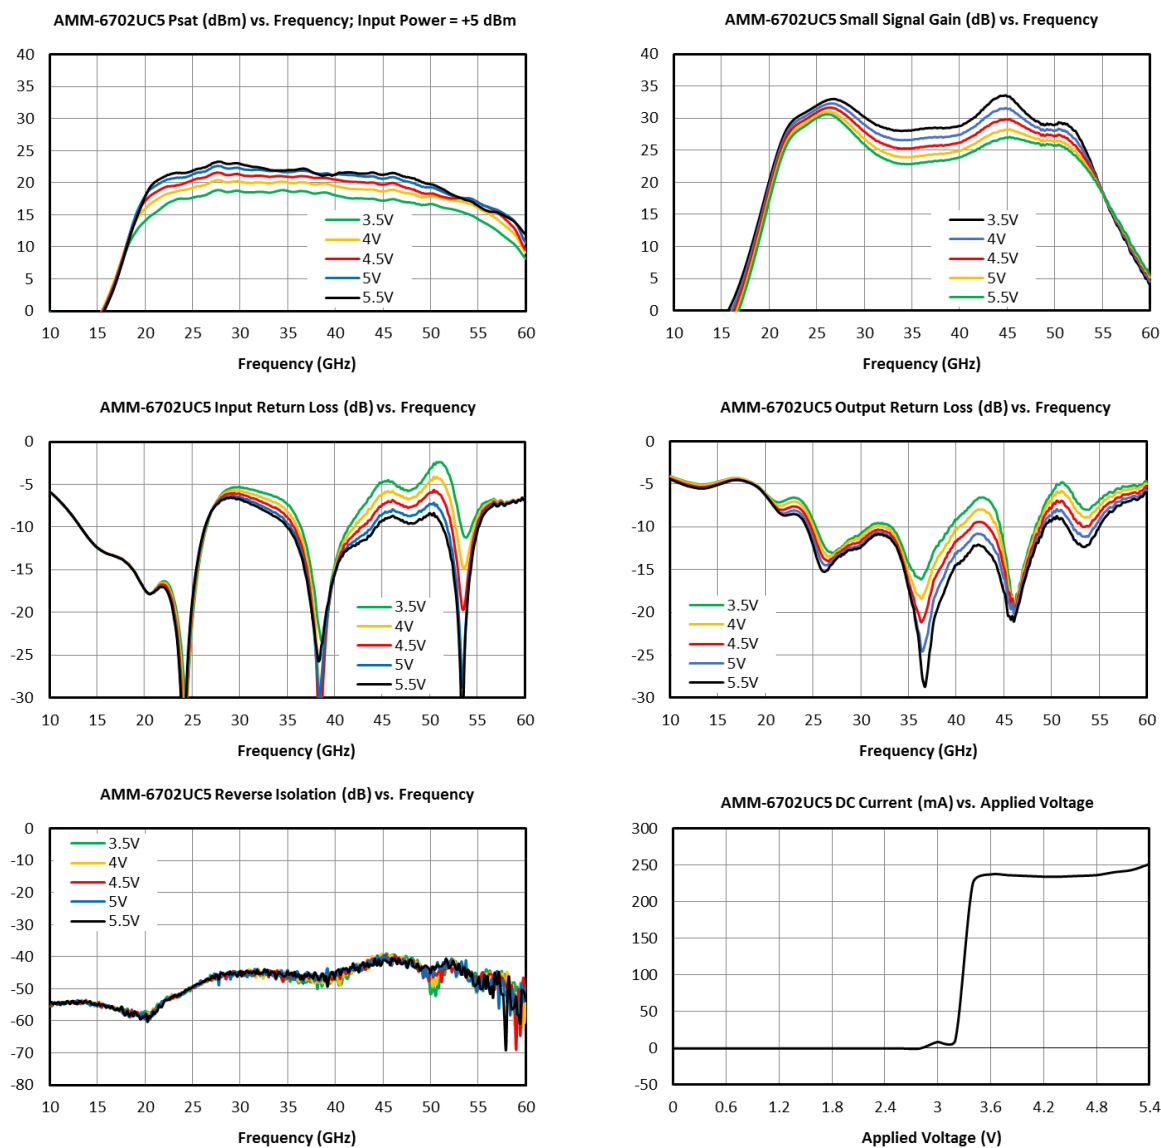 AMM-6702UC5 Psat (dBm) vs. Frequency; Input Power = +5 dBm
40
35
30
25
20
15
10
5
0
3.5V
4V
4.5V
5V
5.5V
10 15 20 25 30 35 40 45 50 55 60
Frequency (GHz)
AMM-6702UC5 Small Signal Gain (dB) vs. Frequency
40
35
30
25
20
15
10
5
0
3.5V
4V
4.5V
5V
5.5V
10 15 20 25 30 35 40 45 50 55 60
Frequency (GHz)
AMM-6702UC5 Input Return Loss (dB) vs. Frequency
0
-5
-10
-15
-20
-25
-30
3.5V
4V
4.5V
5V
5.5V
10 15 20 25 30 35 40 45 50 55 60
Frequency (GHz)
AMM-6702UC5 Output Return Loss (dB) vs. Frequency
0
-5
-10
-15
-20
-25
-30
3.5V
4V
4.5V
5V
5.5V
10 15 20 25 30 35 40 45 50 55 60
Frequency (GHz)
AMM-6702UC5 Reverse Isolation (dB) vs. Frequency
0
-10
-20
-30
-40
-50
-60
-70
-80
3.5V
4V
4.5V
5V
5.5V
10 15 20 25 30 35 40 45 50 55 60
Frequency (GHz)
AMM-6702UC5 DC Current (mA) vs. Applied Voltage
300
250
200
150
100
50
0
-50
0 0.6 1.2 1.8 2.4 3 3.6 4.2 4.8 5.4
Applied Voltage (V)